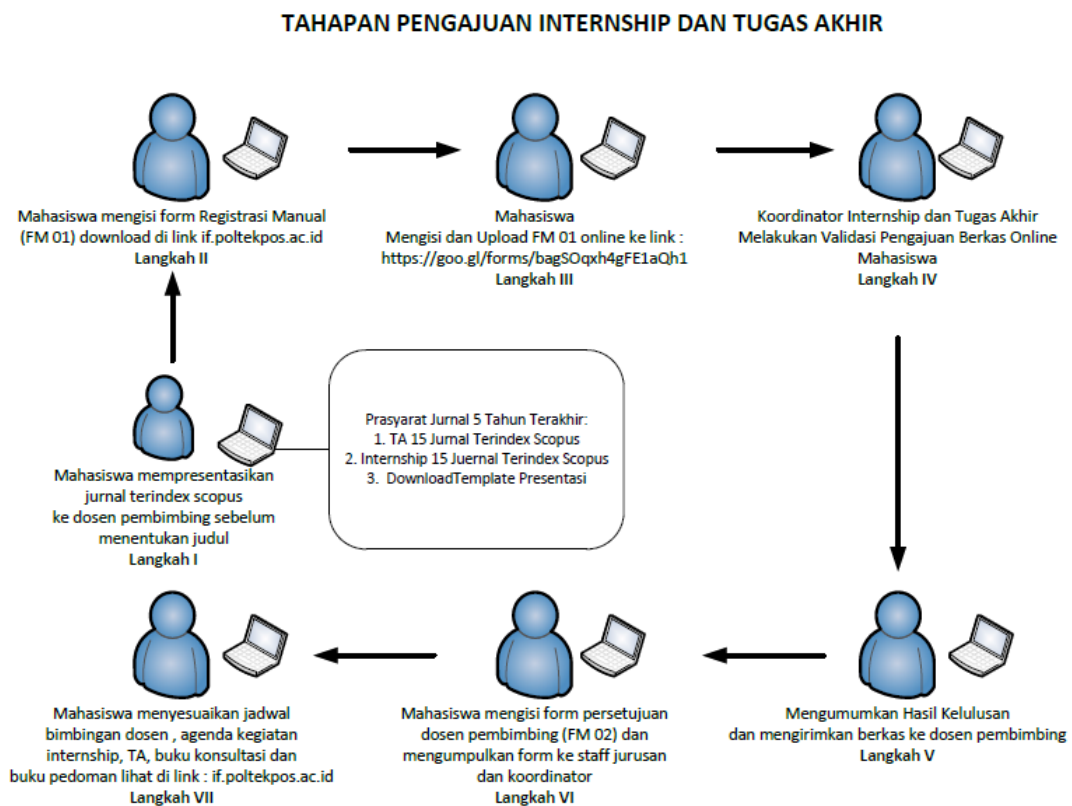 TAHAPAN PENGAJUAN INTERNSHIP DAN TUGAS AKHIR
Mahasiswa mempresentasikan
jurnal terindex scopus
ke dosen pembimbing sebelum
menentukan judul
Langkah I
Prasyarat Jurnal 5 Tahun Terakhir:
1. TA 15 Jurnal Terindex Scopus
2. Internship 15 Juernal Terindex Scopus
3. DownloadTemplate Presentasi
Mahasiswa mengisi form Registrasi Manual
(FM 01) download di link if.poltekpos.ac.id
Langkah II
Mahasiswa
Mengisi dan Upload FM 01 online ke link :
https://goo.gl/forms/bagSOqxh4gFE1aQh1
Langkah III
Koordinator Internship dan Tugas Akhir
Melakukan Validasi Pengajuan Berkas Online
Mahasiswa
Langkah IV
Mengumumkan Hasil Kelulusan
dan mengirimkan berkas ke dosen pembimbing
Langkah V
Mahasiswa mengisi form persetujuan
dosen pembimbing (FM 02) dan
mengumpulkan form ke staff jurusan
dan koordinator
Langkah VI
Mahasiswa menyesuaikan jadwal
bimbingan dosen , agenda kegiatan
internship, TA, buku konsultasi dan
buku pedoman lihat di link : if.poltekpos.ac.id
Langkah VII